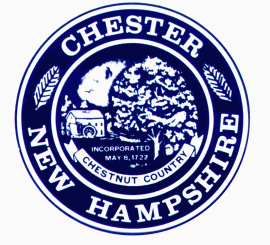 CHESTER
INCORPORATED
MAY 8, 1722
CHESTNUT COUNTRY
NEW HAMPSHIRE